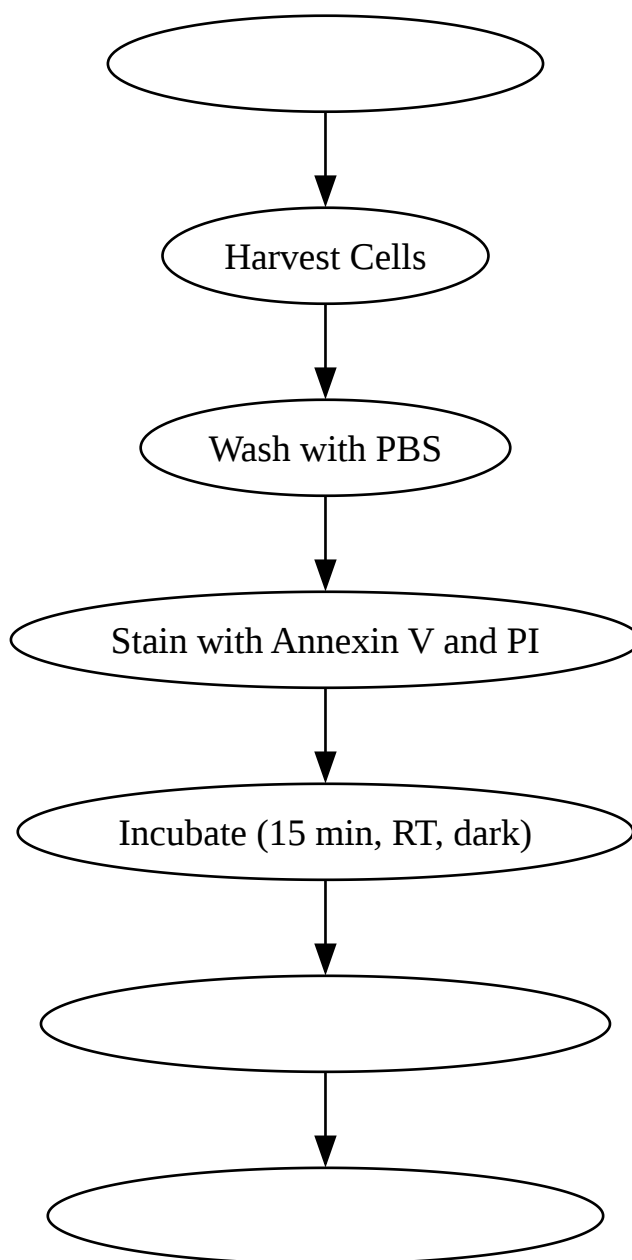 Harvest Cells
Wash with PBS
Stain with Annexin V and PI
Incubate (15 min, RT, dark)